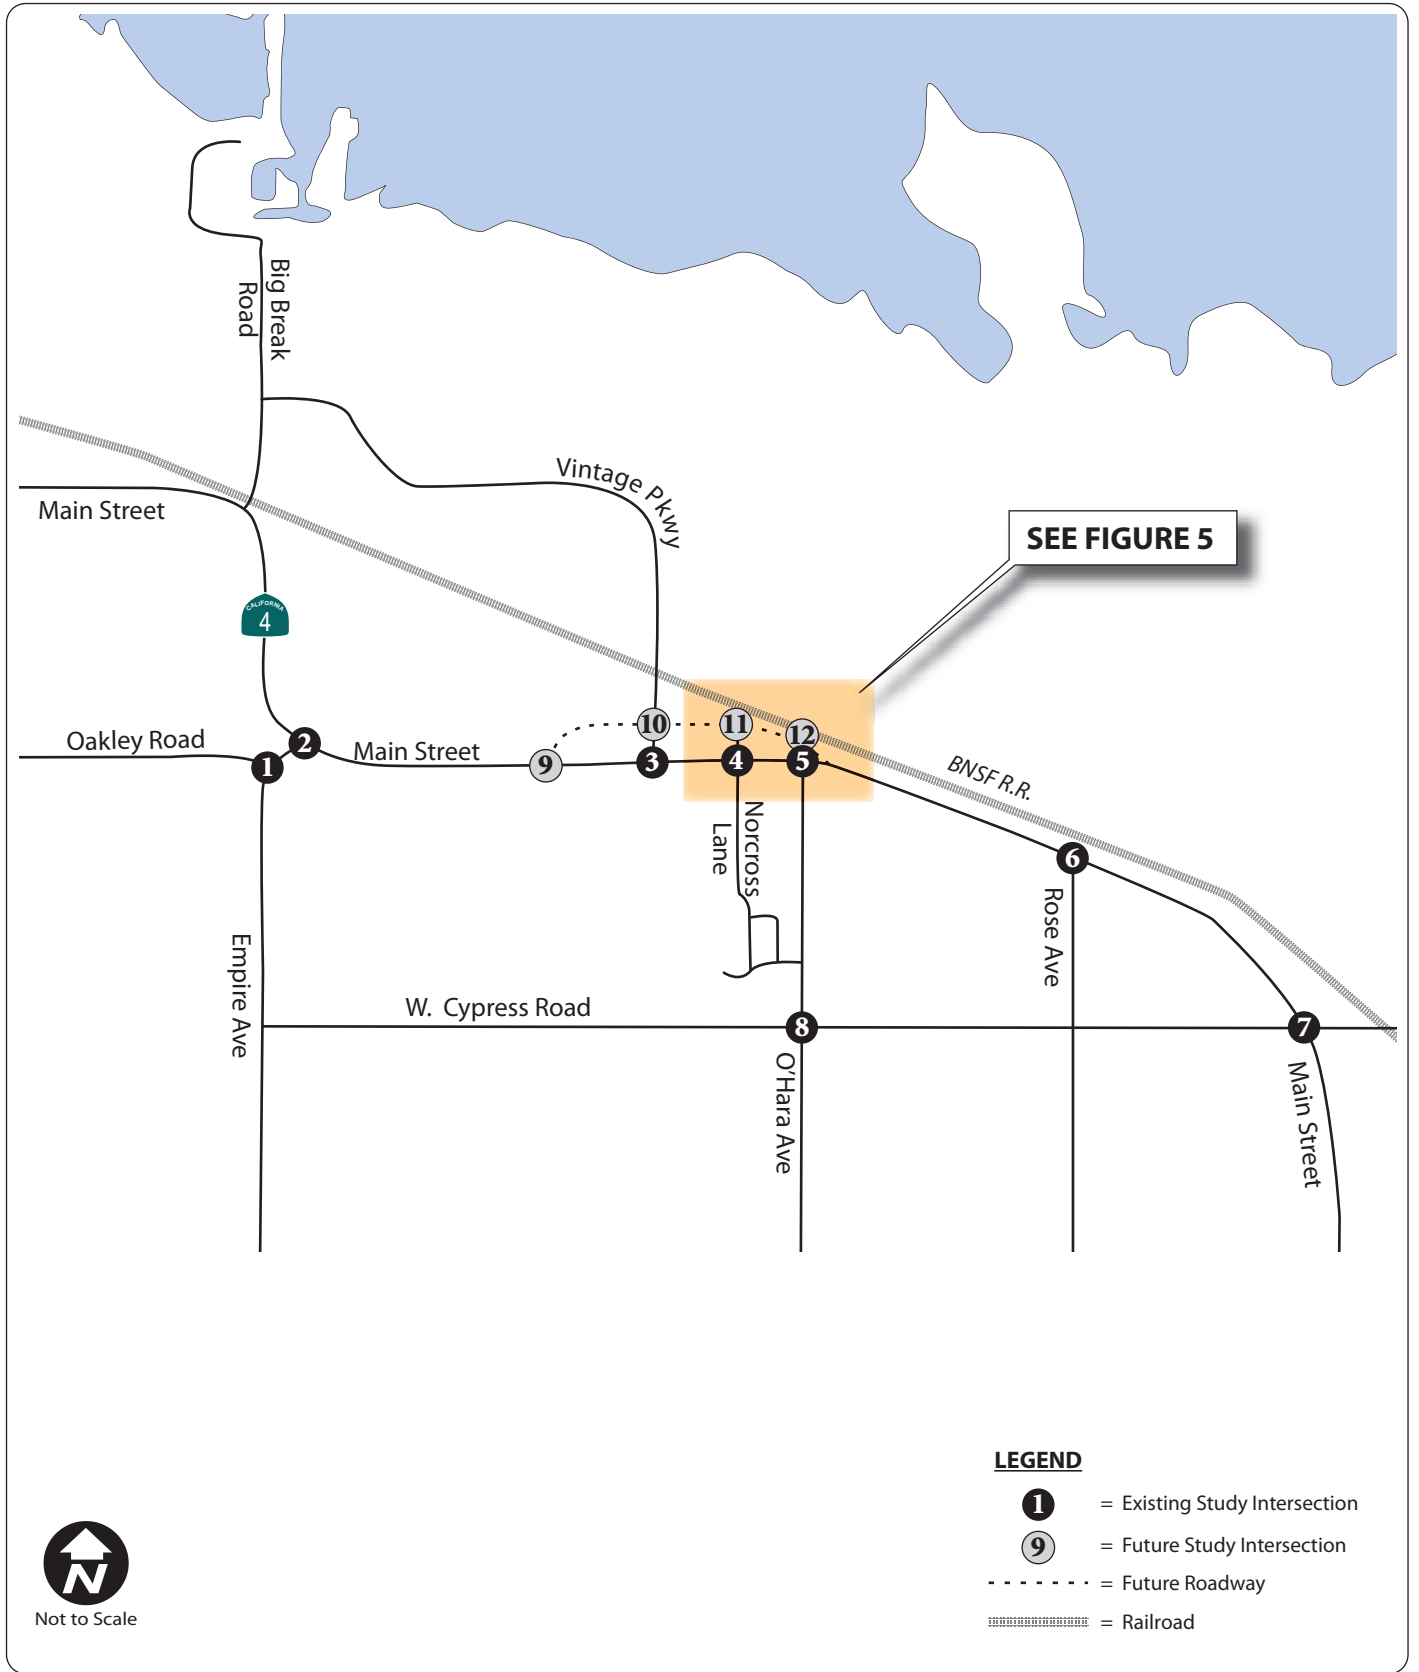 Big Break
Road
Vintage Pkwy
Main Street
SEE FIGURE 5
CALIFORNIA
4
10
11
12
Oakley Road
2
Main Street
1
9
3
4
5
BNSF R.R.
Norcross
Lane
6
Rose Ave
Empire Ave
W. Cypress Road
8
7
O'Hara Ave
Main Street
LEGEND
1 = Existing Study Intersection
9 = Future Study Intersection
= Future Roadway
= Railroad
N
Not to Scale